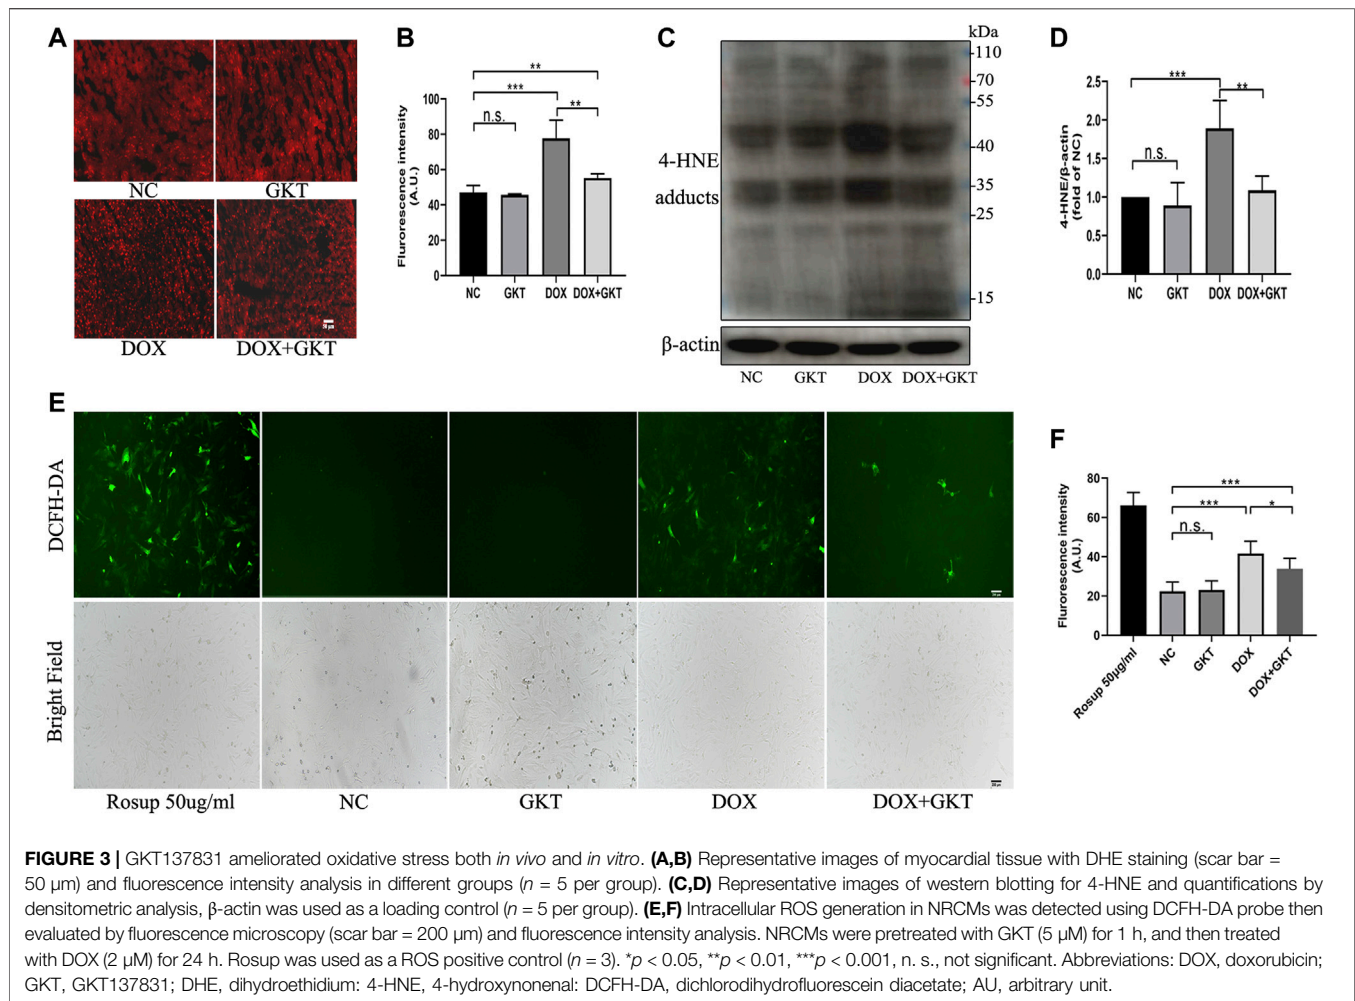 A
NC
GKT
DOX
DOX+GKT
50 μm
B
Flurorescence intensity
(A.U.)
100
80
60
40
20
0
**
***
**
n.s.
NC GKT DOX DOX+GKT
C
kDa
110
70
55
40
35
25
15
4-HNE
adducts
β-actin
NC GKT DOX DOX+GKT
D
4-HNE/β-actin
(fold of NC)
2.5
2.0
1.5
1.0
0.5
0.0
***
**
n.s.
NC GKT DOX DOX+GKT
E
DCFH-DA
Bright Field
Rosup 50ug/ml NC GKT DOX DOX+GKT
F
Flurorescence intensity
(A.U.)
80
60
40
20
0
***
***
*
n.s.
Rosup 50μg/ml NC GKT DOX DOX+GKT
FIGURE 3 | GKT137831 ameliorated oxidative stress both in vivo and in vitro. (A,B) Representative images of myocardial tissue with DHE staining (scar bar =
50 μm) and fluorescence intensity analysis in different groups (n = 5 per group). (C,D) Representative images of western blotting for 4-HNE and quantifications by
densitometric analysis, β-actin was used as a loading control (n = 5 per group). (E,F) Intracellular ROS generation in NRCMs was detected using DCFH-DA probe then
evaluated by fluorescence microscopy (scar bar = 200 μm) and fluorescence intensity analysis. NRCMs were pretreated with GKT (5 μM) for 1 h, and then treated
with DOX (2 μM) for 24 h. Rosup was used as a ROS positive control (n = 3). *p < 0.05, **p < 0.01, ***p < 0.001, n. s., not significant. Abbreviations: DOX, doxorubicin;
GKT, GKT137831; DHE, dihydroethidium: 4-HNE, 4-hydroxynonenal: DCFH-DA, dichlorodihydrofluorescein diacetate; AU, arbitrary unit.